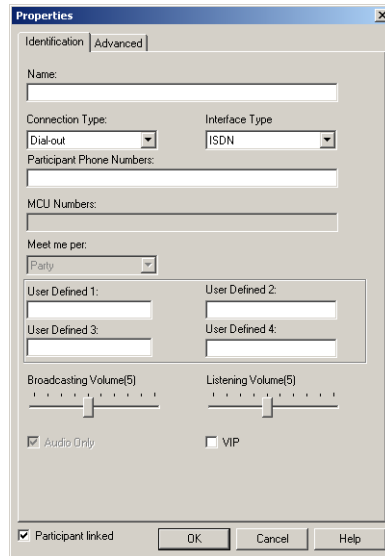 Properties
Identification Advanced
Name:
Connection Type: Interface Type
Dial-out ISDN
Participant Phone Numbers:
MCU Numbers:
Meet me per:
Party
User Defined 1: User Defined 2:
User Defined 3: User Defined 4:
Broadcasting Volume(5) Listening Volume(5)
Audio Only VIP
Participant linked OK Cancel Help